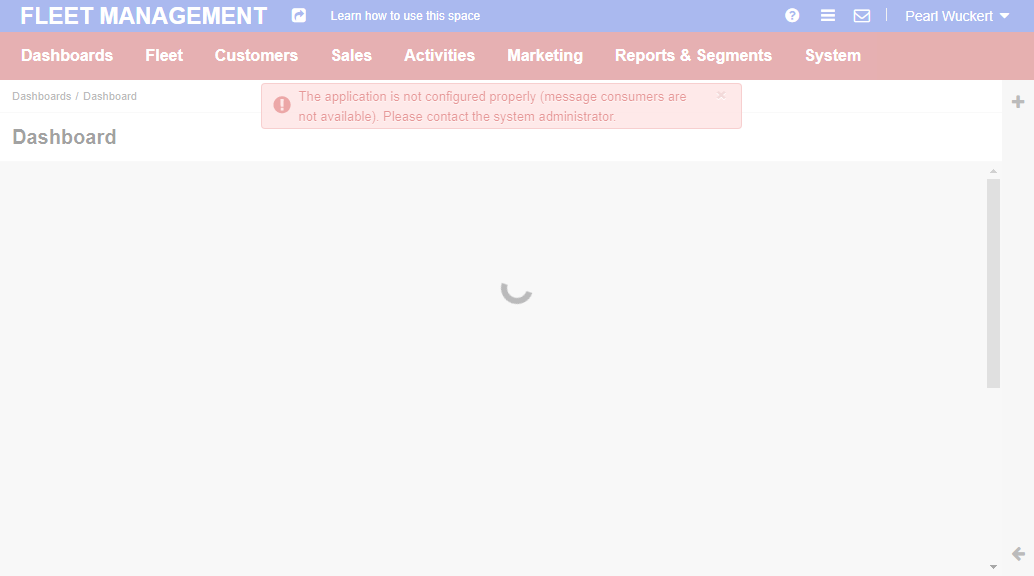 FLEET MANAGEMENT
Learn how to use this space
Pearl Wuckert
Dashboards Fleet Customers Sales Activities Marketing Reports & Segments System
Dashboards / Dashboard
The application is not configured properly (message consumers are
not available). Please contact the system administrator.
×
Dashboard